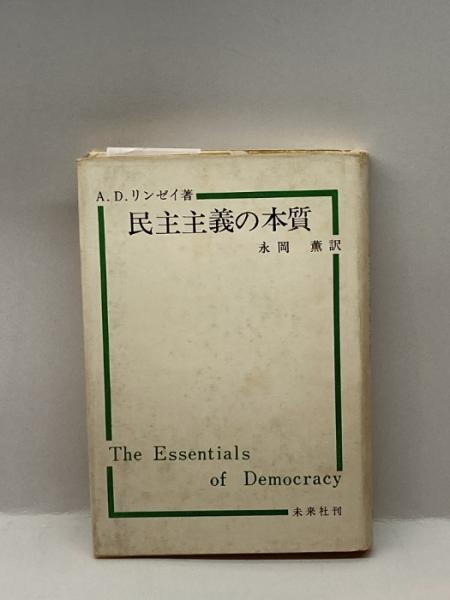 A.D.リンゼイ著
民主主義の本質
永岡 薫訳
The Essentials
of Democracy
未来社刊